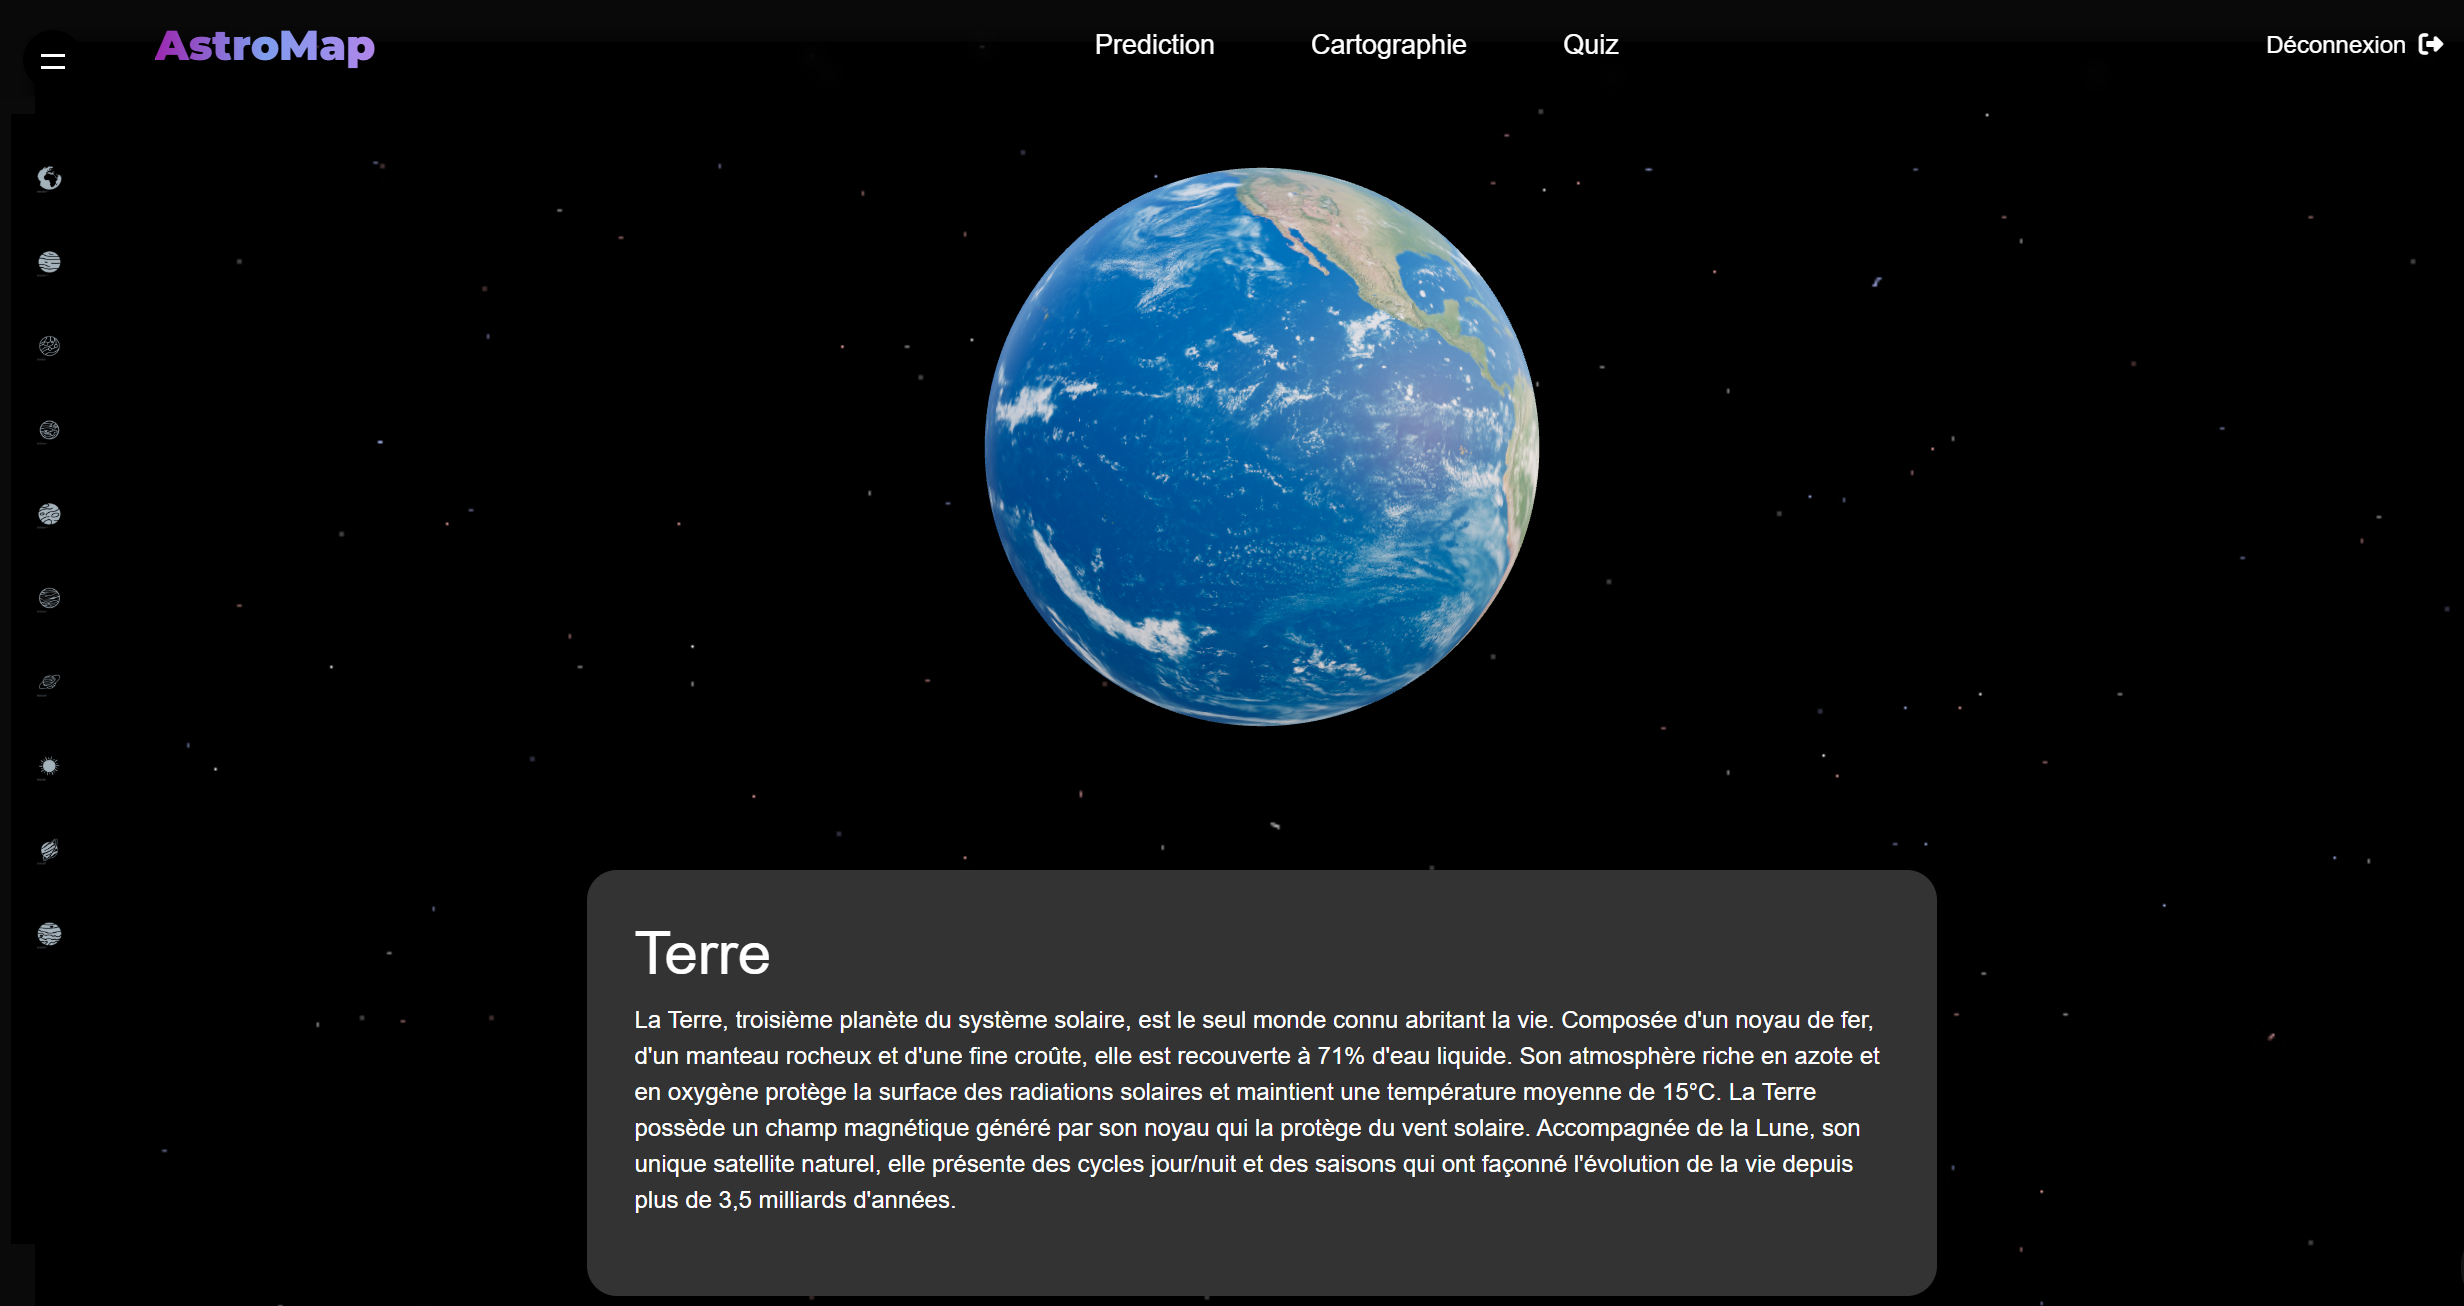 AstroMap
Prediction
Cartographie
Quiz
Déconnexion
Terre
La Terre, troisième planète du système solaire, est le seul monde connu abritant la vie. Composée d'un noyau de fer,
d'un manteau rocheux et d'une fine croûte, elle est recouverte à 71% d'eau liquide. Son atmosphère riche en azote et
en oxygène protège la surface des radiations solaires et maintient une température moyenne de 15°C. La Terre
possède un champ magnétique généré par son noyau qui la protège du vent solaire. Accompagnée de la Lune, son
unique satellite naturel, elle présente des cycles jour/nuit et des saisons qui ont façonné l'évolution de la vie depuis
plus de 3,5 milliards d'années.